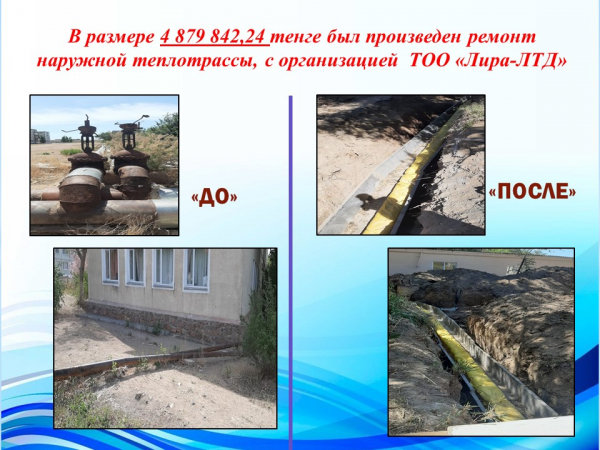 В размере 4 879 842,24 тенге был произведен ремонт
наружной теплотрассы, с организацией ТОО «Лира-ЛТД»
«ДО»
«ПОСЛЕ»